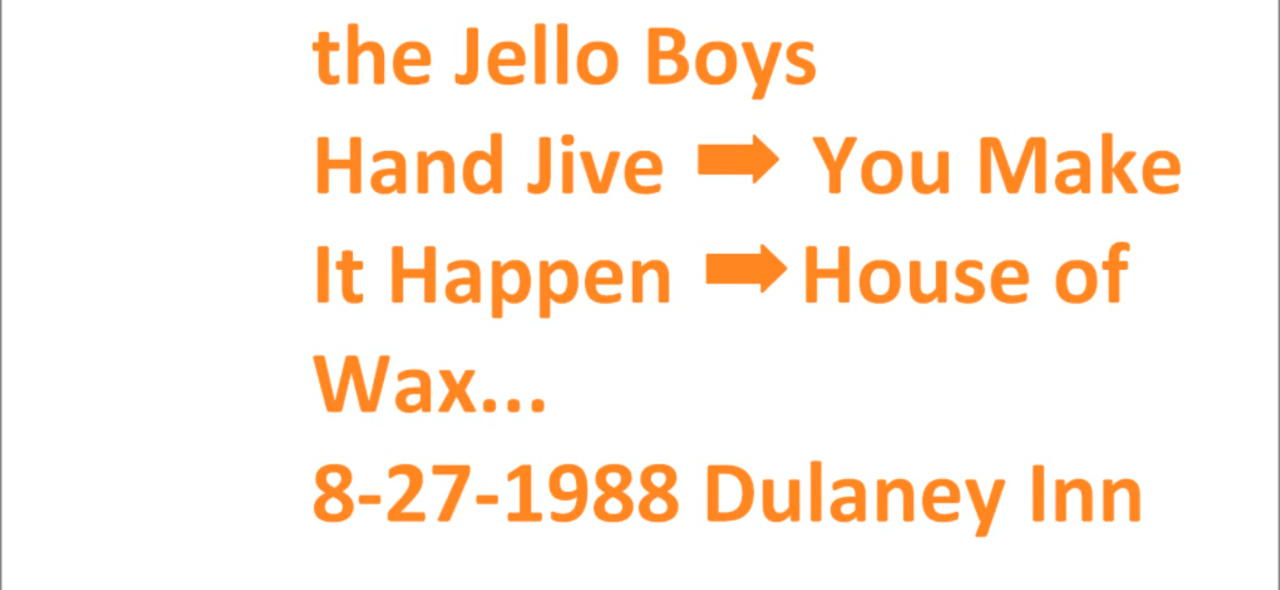 the Jello Boys
Hand Jive ➡ You Make
It Happen ➡House of
Wax...
8-27-1988 Dulaney Inn